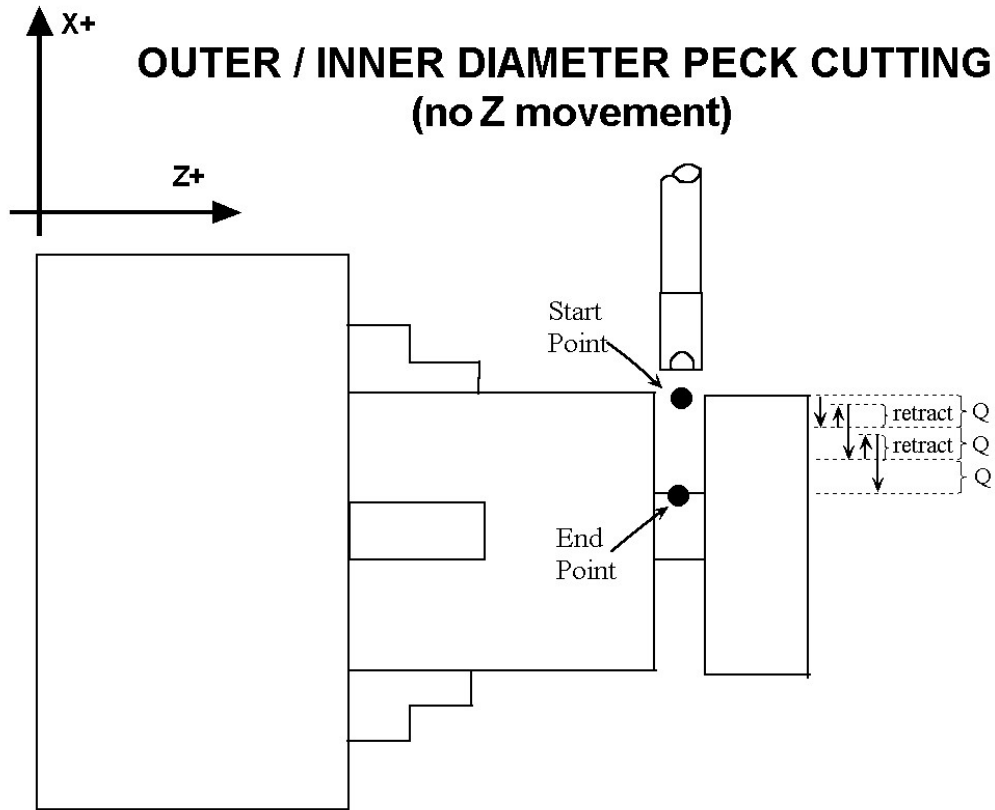 X+
OUTER / INNER DIAMETER PECK CUTTING
(no Z movement)
Z+
Start
Point
retract Q
retract Q
Q
End
Point